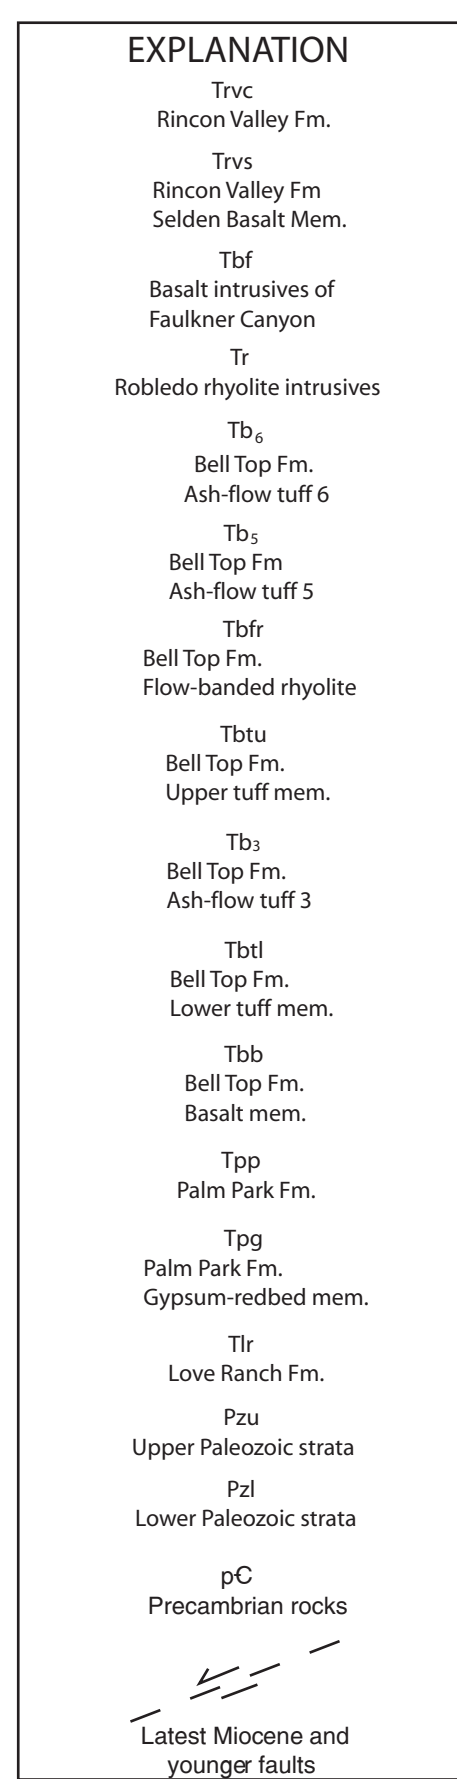 EXPLANATION
Trvc
Rincon Valley Fm.
Trvs
Rincon Valley Fm
Selden Basalt Mem.
Tbf
Basalt intrusives of
Faulkner Canyon
Tr
Robledo rhyolite intrusives
Tb₆
Bell Top Fm.
Ash-flow tuff 6
Tb₅
Bell Top Fm
Ash-flow tuff 5
Tbfr
Bell Top Fm.
Flow-banded rhyolite
Tbtu
Bell Top Fm.
Upper tuff mem.
Tb₃
Bell Top Fm.
Ash-flow tuff 3
Tbtl
Bell Top Fm.
Lower tuff mem.
Tbb
Bell Top Fm.
Basalt mem.
Tpp
Palm Park Fm.
Tpg
Palm Park Fm.
Gypsum-redbed mem.
Tlr
Love Ranch Fm.
Pzu
Upper Paleozoic strata
Pzl
Lower Paleozoic strata
p Ꞓ
Precambrian rocks
Latest Miocene and
younger faults